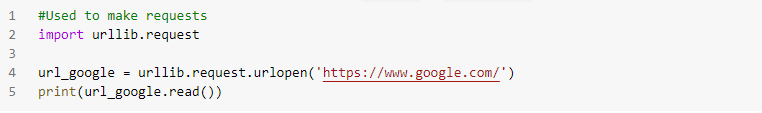 1 #Used to make requests
2 import urllib.request
3
4 url_google = urllib.request.urlopen('https://www.google.com/')
5 print(url_google.read())